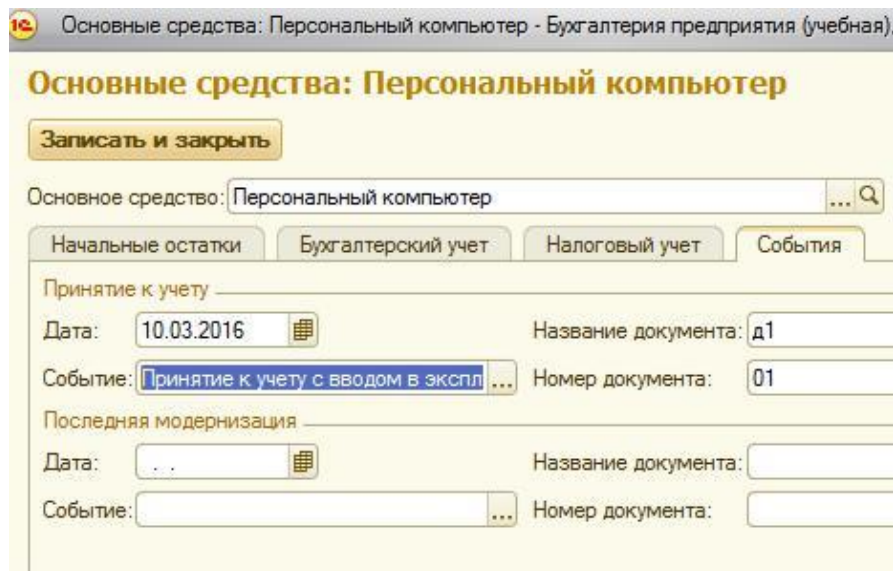 1С Основные средства: Персональный компьютер - Бухгалтерия предприятия (учебная),
Основные средства: Персональный компьютер
Записать и закрыть
Основное средство: Персональный компьютер ...
Начальные остатки Бухгалтерский учет Налоговый учет События
Принятие к учету
Дата: 10.03.2016 Название документа: д1
Событие: Принятие к учету с вводом в экспл ... Номер документа: 01
Последняя модернизация
Дата: . . Название документа:
Событие: ... Номер документа: